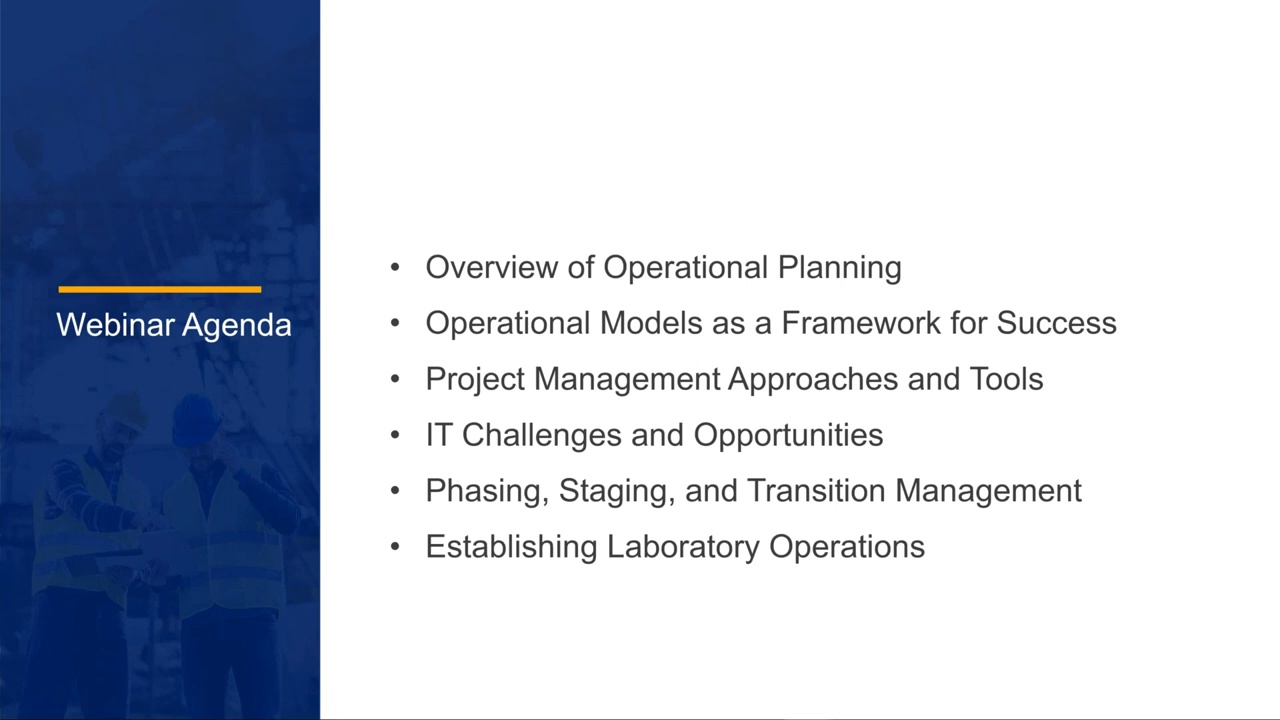 Webinar Agenda
• Overview of Operational Planning
• Operational Models as a Framework for Success
• Project Management Approaches and Tools
• IT Challenges and Opportunities
• Phasing, Staging, and Transition Management
• Establishing Laboratory Operations